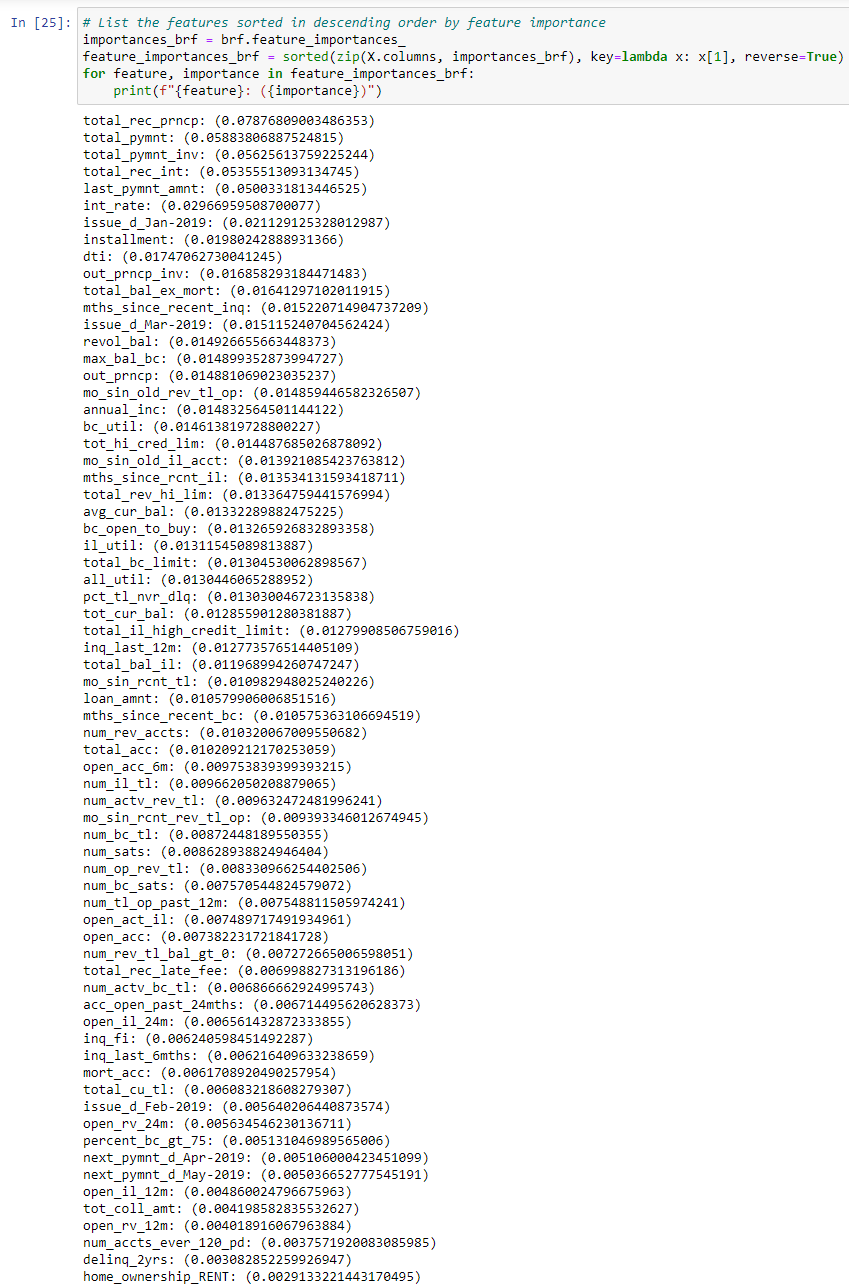 In [25]: # List the features sorted in descending order by feature importance
importances_brf = brf.feature_importances_
feature_importances_brf = sorted(zip(X.columns, importances_brf), key=lambda x: x[1], reverse=True)
for feature, importance in feature_importances_brf:
    print(f"{feature}: ({importance})")
total_rec_prncp: (0.07876809003486353)
total_pymnt: (0.05883806887524815)
total_pymnt_inv: (0.05625613759225244)
total_rec_int: (0.05355513093134745)
last_pymnt_amnt: (0.0500331813446525)
int_rate: (0.02966959508700077)
issue_d_Jan-2019: (0.021129125328012987)
installment: (0.01980242888931366)
dti: (0.01747062730041245)
out_prncp_inv: (0.016858293184471483)
total_bal_ex_mort: (0.01641297102011915)
mths_since_recent_inq: (0.015220714904737209)
issue_d_Mar-2019: (0.015115240704562424)
revol_bal: (0.014926655663448373)
max_bal_bc: (0.014899352873994727)
out_prncp: (0.014881069023035237)
mo_sin_old_rev_tl_op: (0.014859446582326507)
annual_inc: (0.014832564501144122)
bc_util: (0.014613819728800227)
tot_hi_cred_lim: (0.014487685026878092)
mo_sin_old_il_acct: (0.013921085423763812)
mths_since_rcnt_il: (0.013534131593418711)
total_rev_hi_lim: (0.013364759441576994)
avg_cur_bal: (0.01332289882475225)
bc_open_to_buy: (0.013265926832893358)
il_util: (0.01311545089813887)
total_bc_limit: (0.01304530062898567)
all_util: (0.0130446065288952)
pct_tl_nvr_dlq: (0.013030046723135838)
tot_cur_bal: (0.012855901280381887)
total_il_high_credit_limit: (0.01279908506759016)
inq_last_12m: (0.012773576514405109)
total_bal_il: (0.011968994260747247)
mo_sin_rcnt_tl: (0.010982948025240226)
loan_amnt: (0.010579906006851516)
mths_since_recent_bc: (0.010575363106694519)
num_rev_accts: (0.010320067009550682)
total_acc: (0.010209212170253059)
open_acc_6m: (0.009753839399393215)
num_il_tl: (0.009662050208879065)
num_actv_rev_tl: (0.009632472481996241)
mo_sin_rcnt_rev_tl_op: (0.009393346012674945)
num_bc_tl: (0.00872448189550355)
num_sats: (0.008628938824946404)
num_op_rev_tl: (0.008330966254402506)
num_bc_sats: (0.007570544824579072)
num_tl_op_past_12m: (0.007548811505974241)
open_act_il: (0.007489717491934961)
open_acc: (0.007382231721841728)
num_rev_tl_bal_gt_0: (0.007272665006598051)
total_rec_late_fee: (0.006998827313196186)
num_actv_bc_tl: (0.006866662924995743)
acc_open_past_24mths: (0.006714495620628373)
open_il_24m: (0.006561432872333855)
inq_fi: (0.006240598451492287)
inq_last_6mths: (0.006216409633238659)
mort_acc: (0.0061708920490257954)
total_cu_tl: (0.006083218608279307)
issue_d_Feb-2019: (0.005640206440873574)
open_rv_24m: (0.005634546230136711)
percent_bc_gt_75: (0.005131046989565006)
next_pymnt_d_Apr-2019: (0.005106000423451099)
next_pymnt_d_May-2019: (0.005036652777545191)
open_il_12m: (0.004860024796675963)
tot_coll_amt: (0.004198582835532627)
open_rv_12m: (0.004018916067963884)
num_accts_ever_120_pd: (0.0037571920083085985)
delinq_2yrs: (0.003082852259926947)
home_ownership_RENT: (0.0029133221443170495)